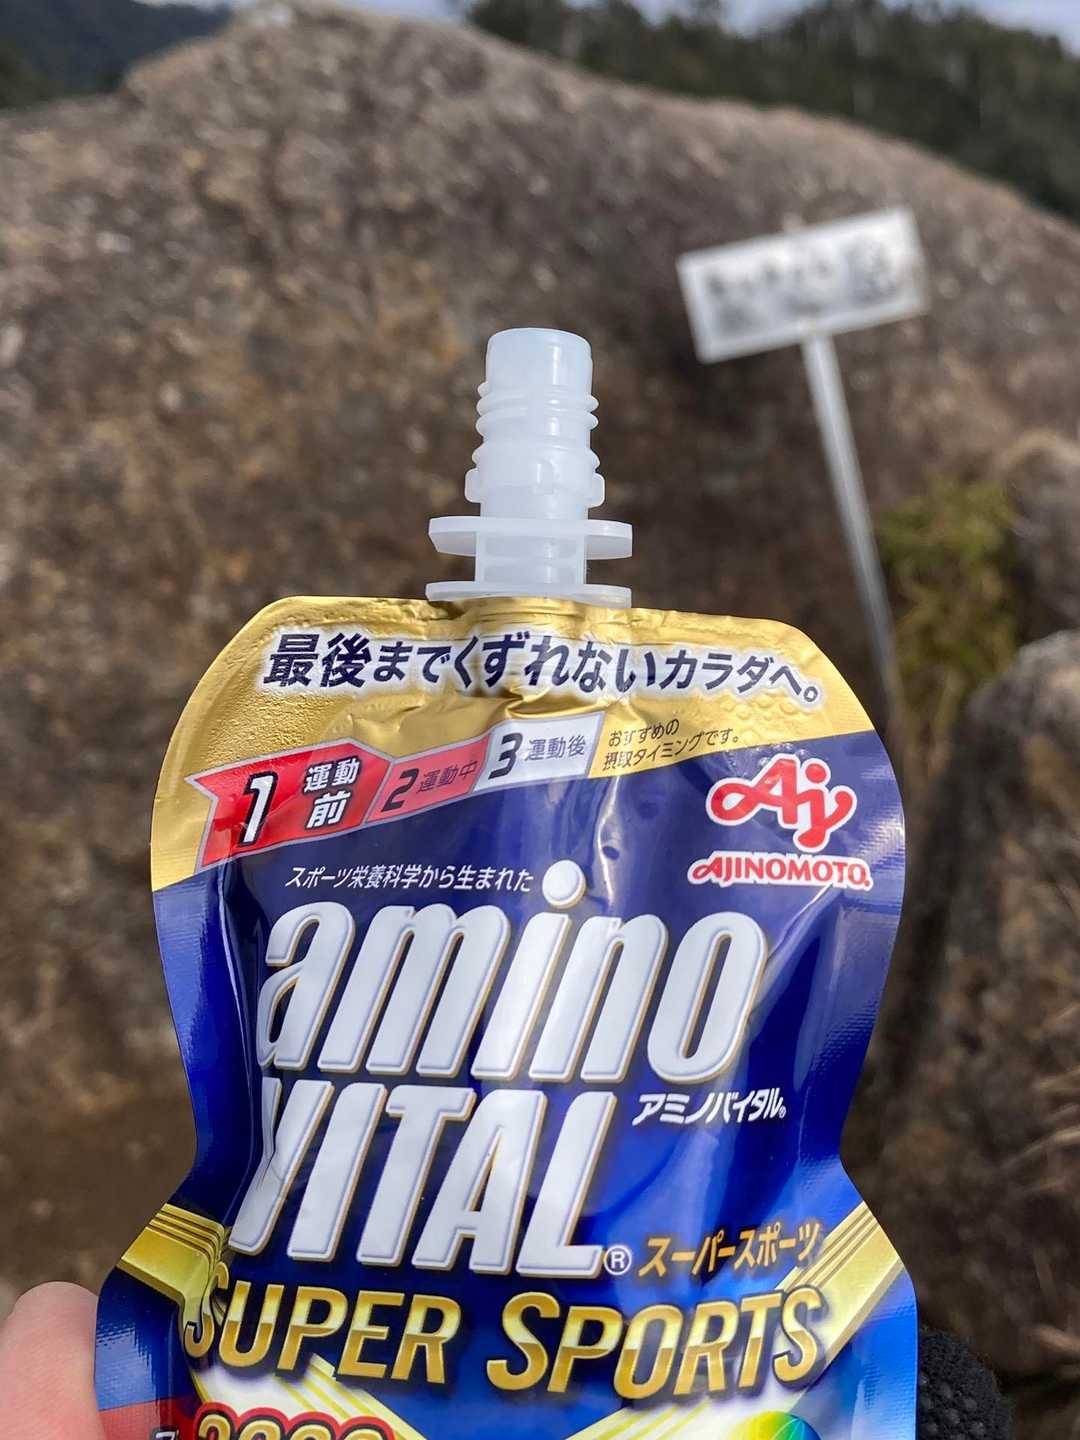 最後までくずれないカラダへ。
1 運動前
2 運動中
3 運動後
おすすめの
摂取タイミングです。
Aj
AJINOMOTO®
スポーツ栄養科学から生まれた
amino
VITAL®
アミノバイタル®
スーパースポーツ
SUPER SPORTS